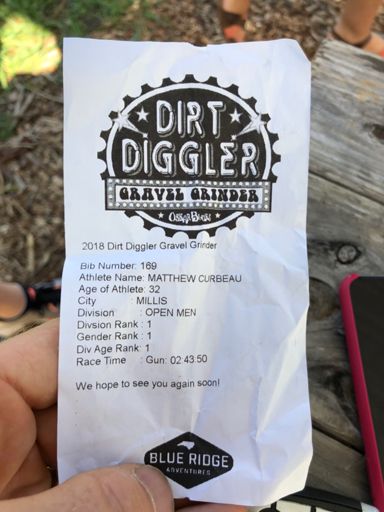 DIRT
DIGGLER
GRAVEL GRINDER
Oskar Blues
2018 Dirt Diggler Gravel Grinder
Bib Number: 169
Athlete Name: MATTHEW CURBEAU
Age of Athlete: 32
City : MILLIS
Division : OPEN MEN
Divsion Rank : 1
Gender Rank : 1
Div Age Rank: 1
Race Time : Gun: 02:43.50
We hope to see you again soon!
BLUE RIDGE
ADVENTURES